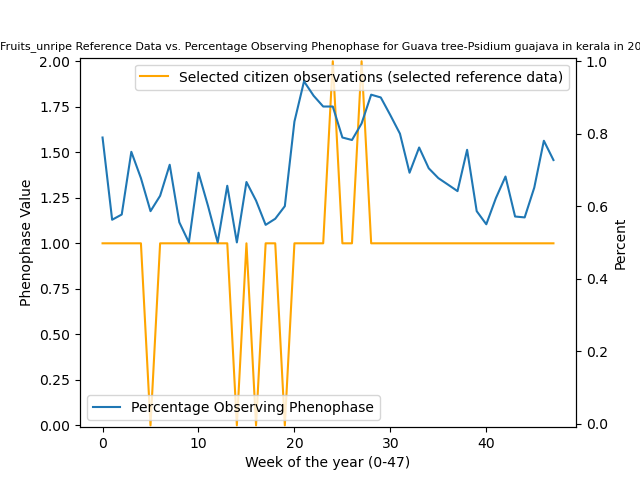 Fruits_unripe Reference Data vs. Percentage Observing Phenophase for Guava tree-Psidium guajava in kerala in 20
2.00
1.75
1.50
1.25
1.00
0.75
0.50
0.25
0.00
Phenophase Value
Selected citizen observations (selected reference data)
Percentage Observing Phenophase
1.0
0.8
0.6
0.4
0.2
0.0
Percent
0 10 20 30 40
Week of the year (0-47)